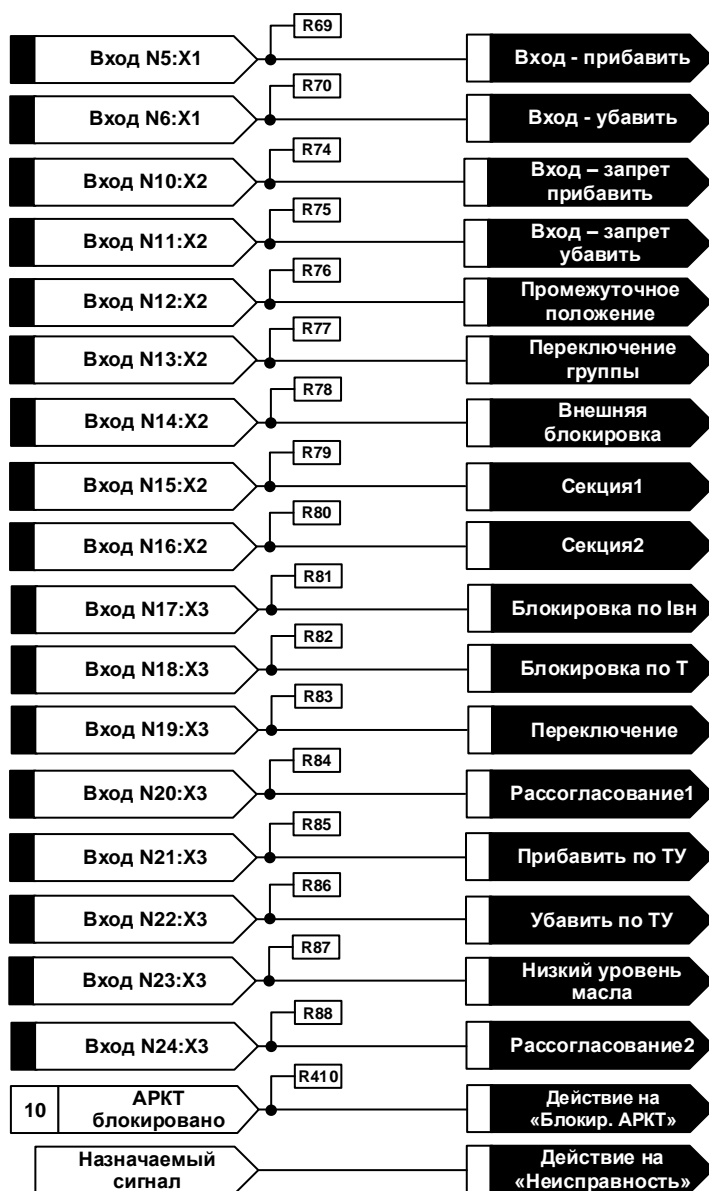 R69
Вход N5:X1
Вход - прибавить
R70
Вход N6:X1
Вход - убавить
R74
Вход N10:X2
Вход – запрет
прибавить
R75
Вход N11:X2
Вход – запрет
убавить
R76
Вход N12:X2
Промежуточное
положение
R77
Вход N13:X2
Переключение
группы
R78
Вход N14:X2
Внешняя
блокировка
R79
Вход N15:X2
Секция1
R80
Вход N16:X2
Секция2
R81
Вход N17:X3
Блокировка по Iвн
R82
Вход N18:X3
Блокировка по Т
R83
Вход N19:X3
Переключение
R84
Вход N20:X3
Рассогласование1
R85
Вход N21:X3
Прибавить по ТУ
R86
Вход N22:X3
Убавить по ТУ
R87
Вход N23:X3
Низкий уровень
масла
R88
Вход N24:X3
Рассогласование2
R410
10
АРКТ
блокировано
Действие на
«Блокир. АРКТ»
Назначаемый
сигнал
Действие на
«Неисправность»